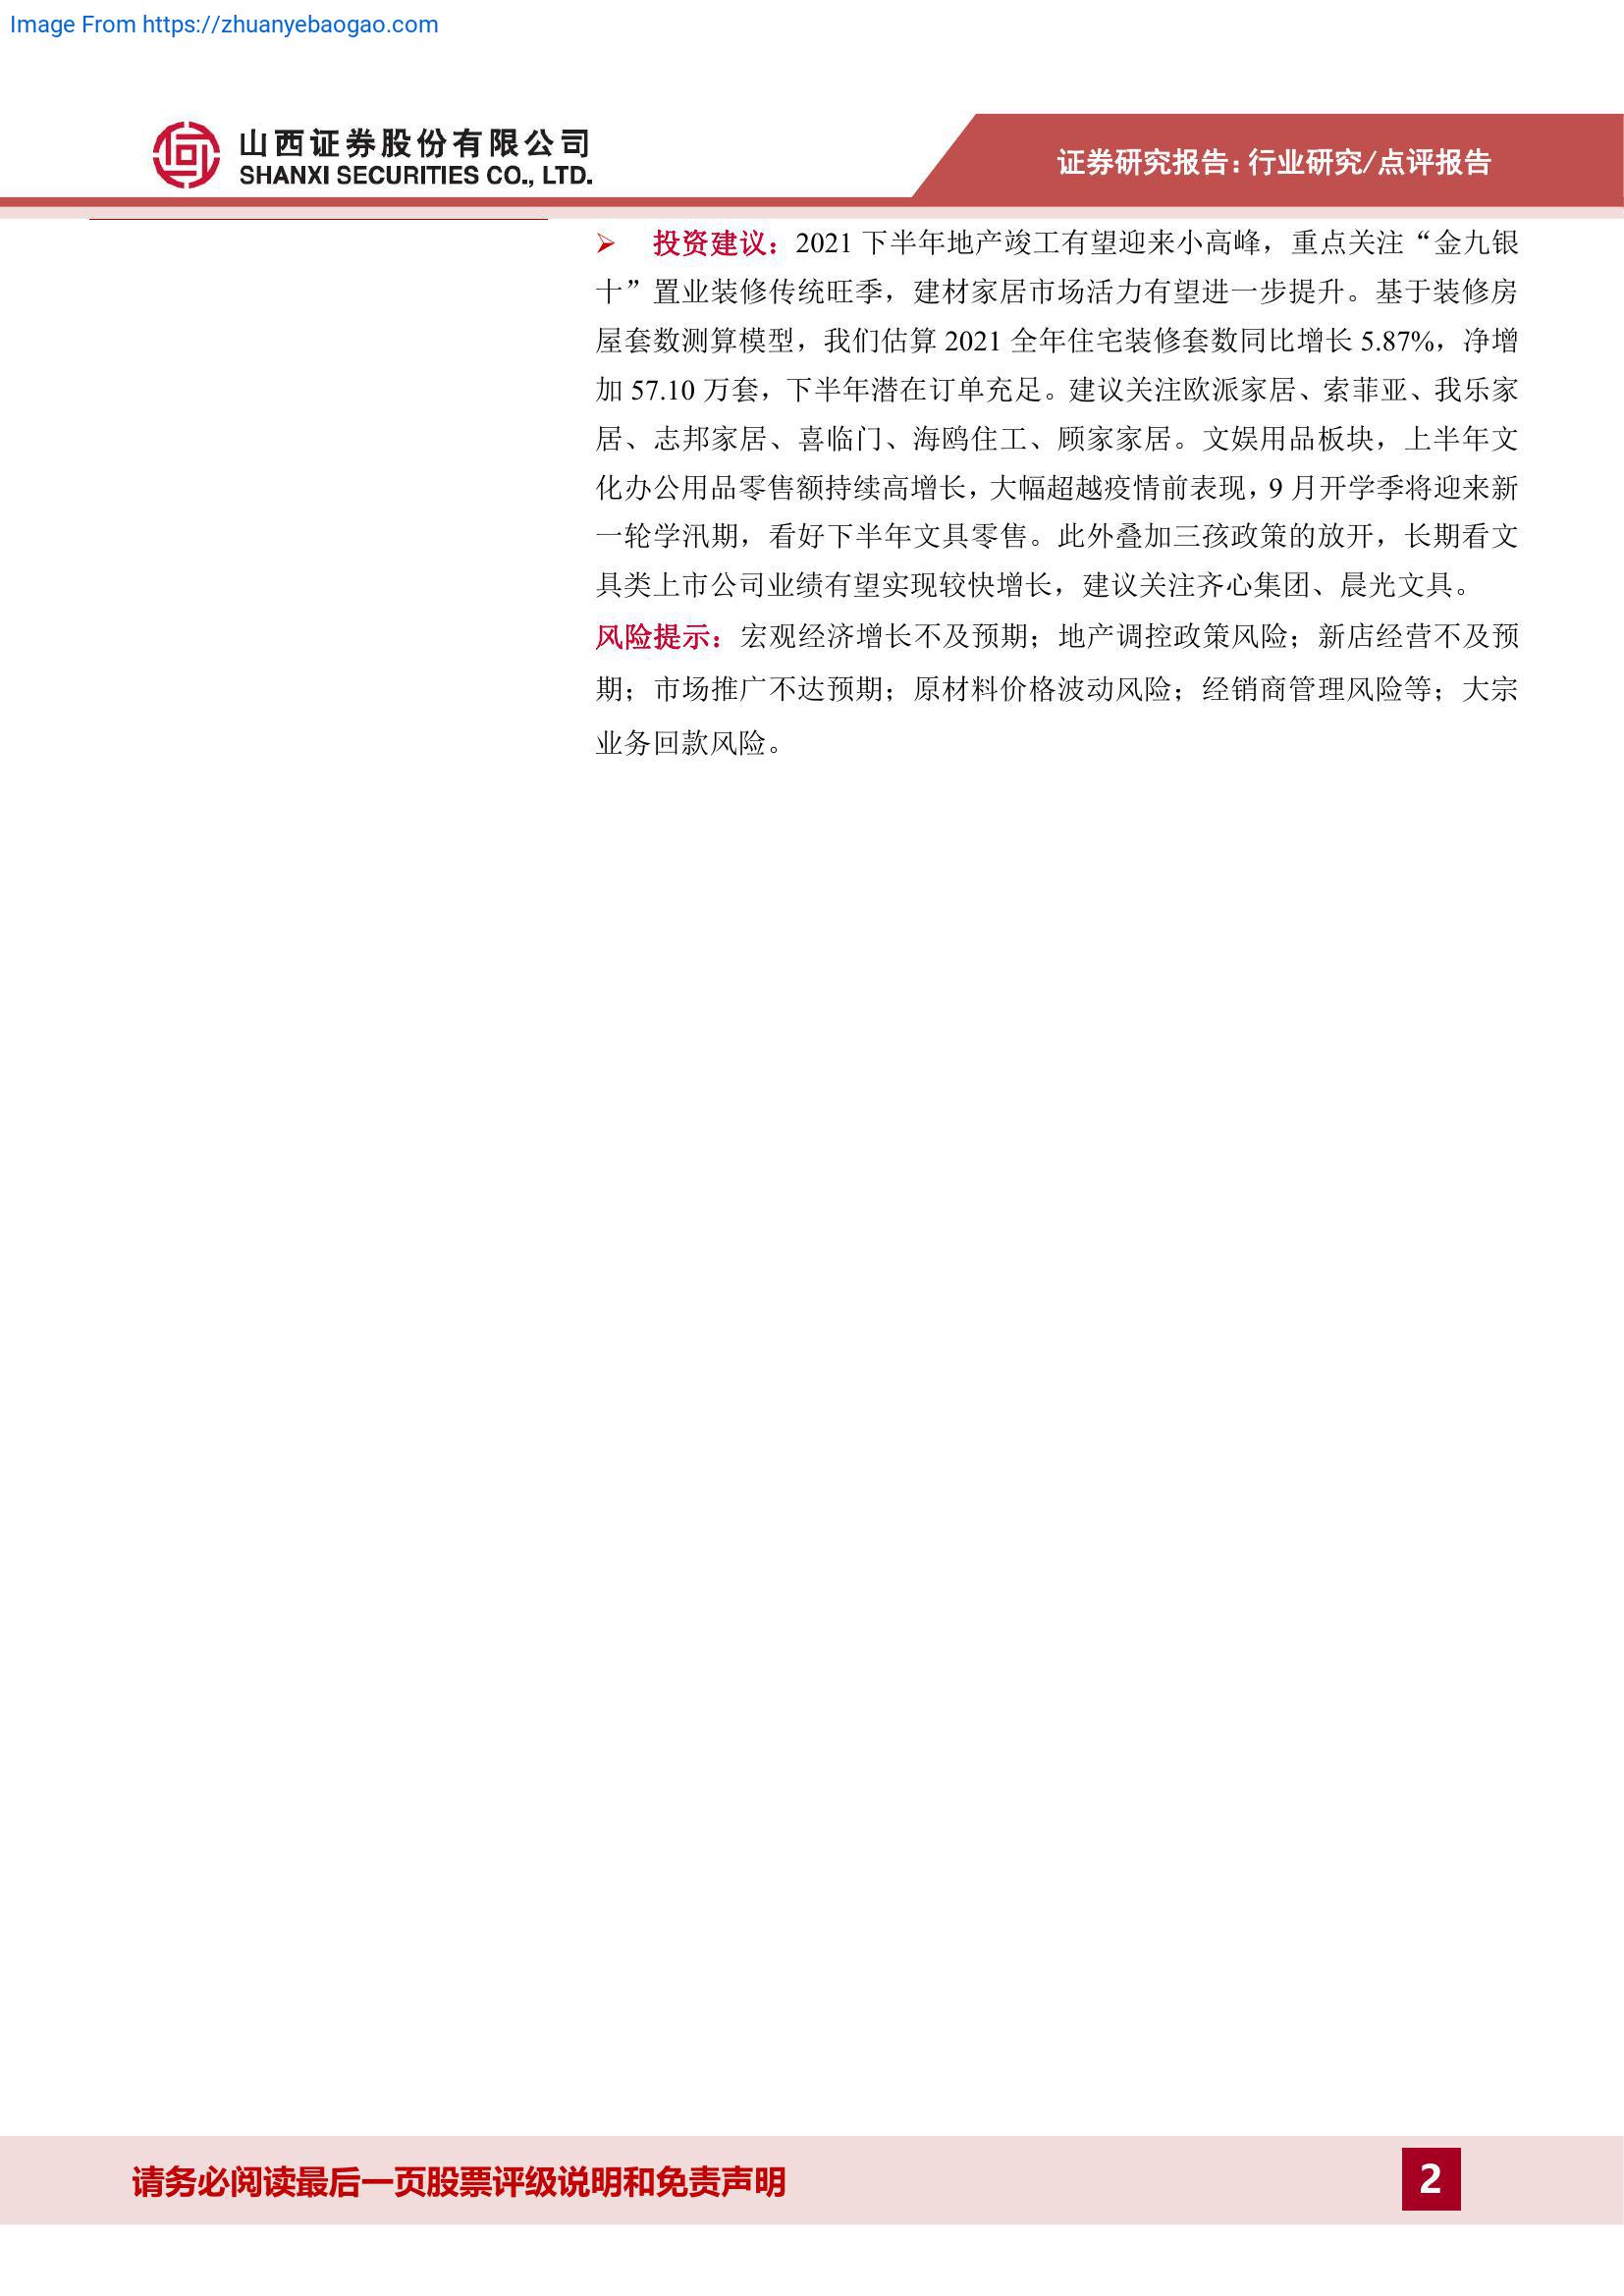 Image From https://zhuanyebaogao.com
山西证券股份有限公司
SHANXI SECURITIES CO., LTD.
证券研究报告：行业研究/点评报告
➢ 投资建议：2021 下半年地产竣工有望迎来小高峰，重点关注“金九银
十”置业装修传统旺季，建材家居市场活力有望进一步提升。基于装修房
屋套数测算模型，我们估算 2021 全年住宅装修套数同比增长 5.87%，净增
加 57.10 万套，下半年潜在订单充足。建议关注欧派家居、索菲亚、我乐家
居、志邦家居、喜临门、海鸥住工、顾家家居。文娱用品板块，上半年文
化办公用品零售额持续高增长，大幅超越疫情前表现，9 月开学季将迎来新
一轮学汛期，看好下半年文具零售。此外叠加三孩政策的放开，长期看文
具类上市公司业绩有望实现较快增长，建议关注齐心集团、晨光文具。
风险提示：宏观经济增长不及预期；地产调控政策风险；新店经营不及预
期；市场推广不达预期；原材料价格波动风险；经销商管理风险等；大宗
业务回款风险。
请务必阅读最后一页股票评级说明和免责声明
2